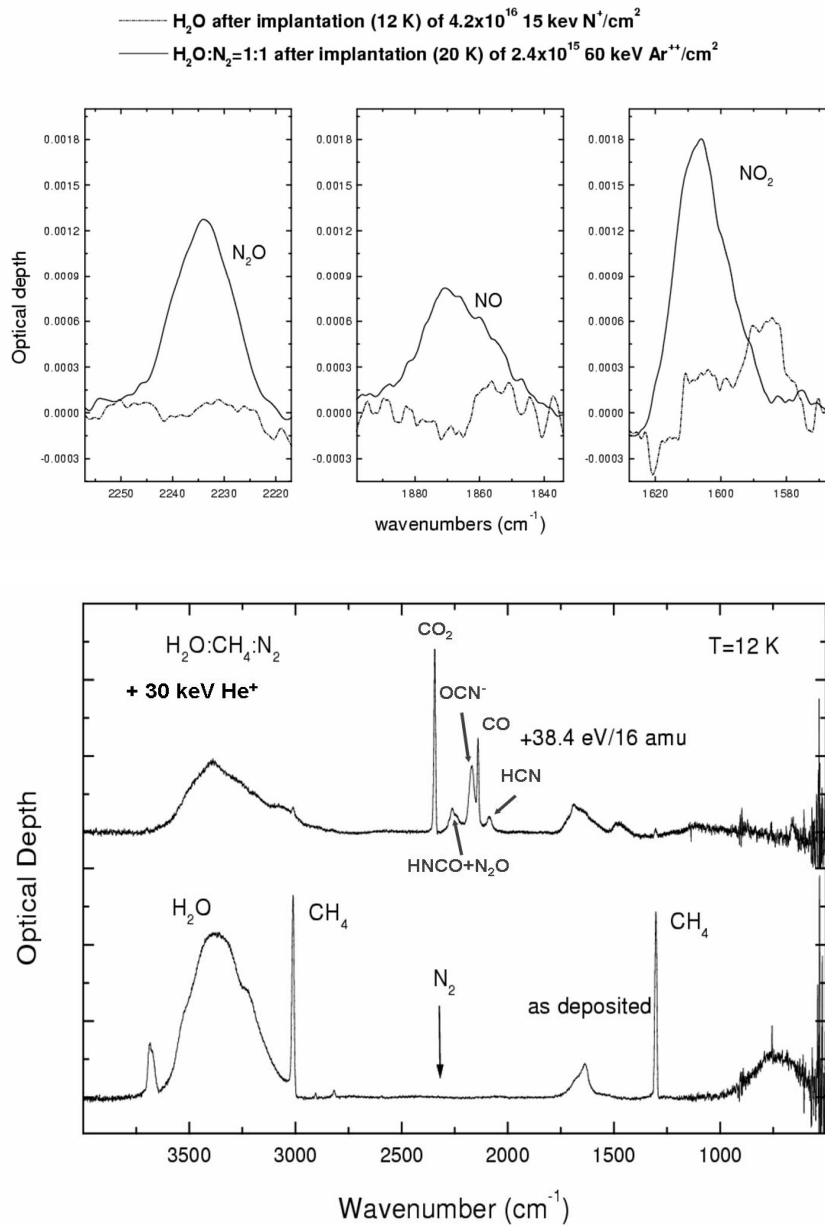 H₂O after implantation (12 K) of 4.2x10¹⁶ 15 kev N⁺/cm²
H₂O:N₂=1:1 after implantation (20 K) of 2.4x10¹⁵ 60 keV Ar⁺⁺/cm²
0.0018 0.0018 0.0018
0.0015 0.0015 0.0015
0.0012 0.0012 0.0012
0.0009 0.0009 0.0009
0.0006 0.0006 0.0006
0.0003 0.0003 0.0003
0.0000 0.0000 0.0000
-0.0003 -0.0003 -0.0003
Optical depth
N₂O
NO
NO₂
2250 2240 2230 2220 1880 1860 1840 1620 1600 1580
wavenumbers (cm⁻¹)
H₂O:CH₄:N₂
+ 30 keV He⁺
CO₂
T=12 K
OCN⁻
CO
+38.4 eV/16 amu
HCN
HNCO+N₂O
H₂O
CH₄
N₂
as deposited
CH₄
Optical Depth
3500 3000 2500 2000 1500 1000
Wavenumber (cm⁻¹)